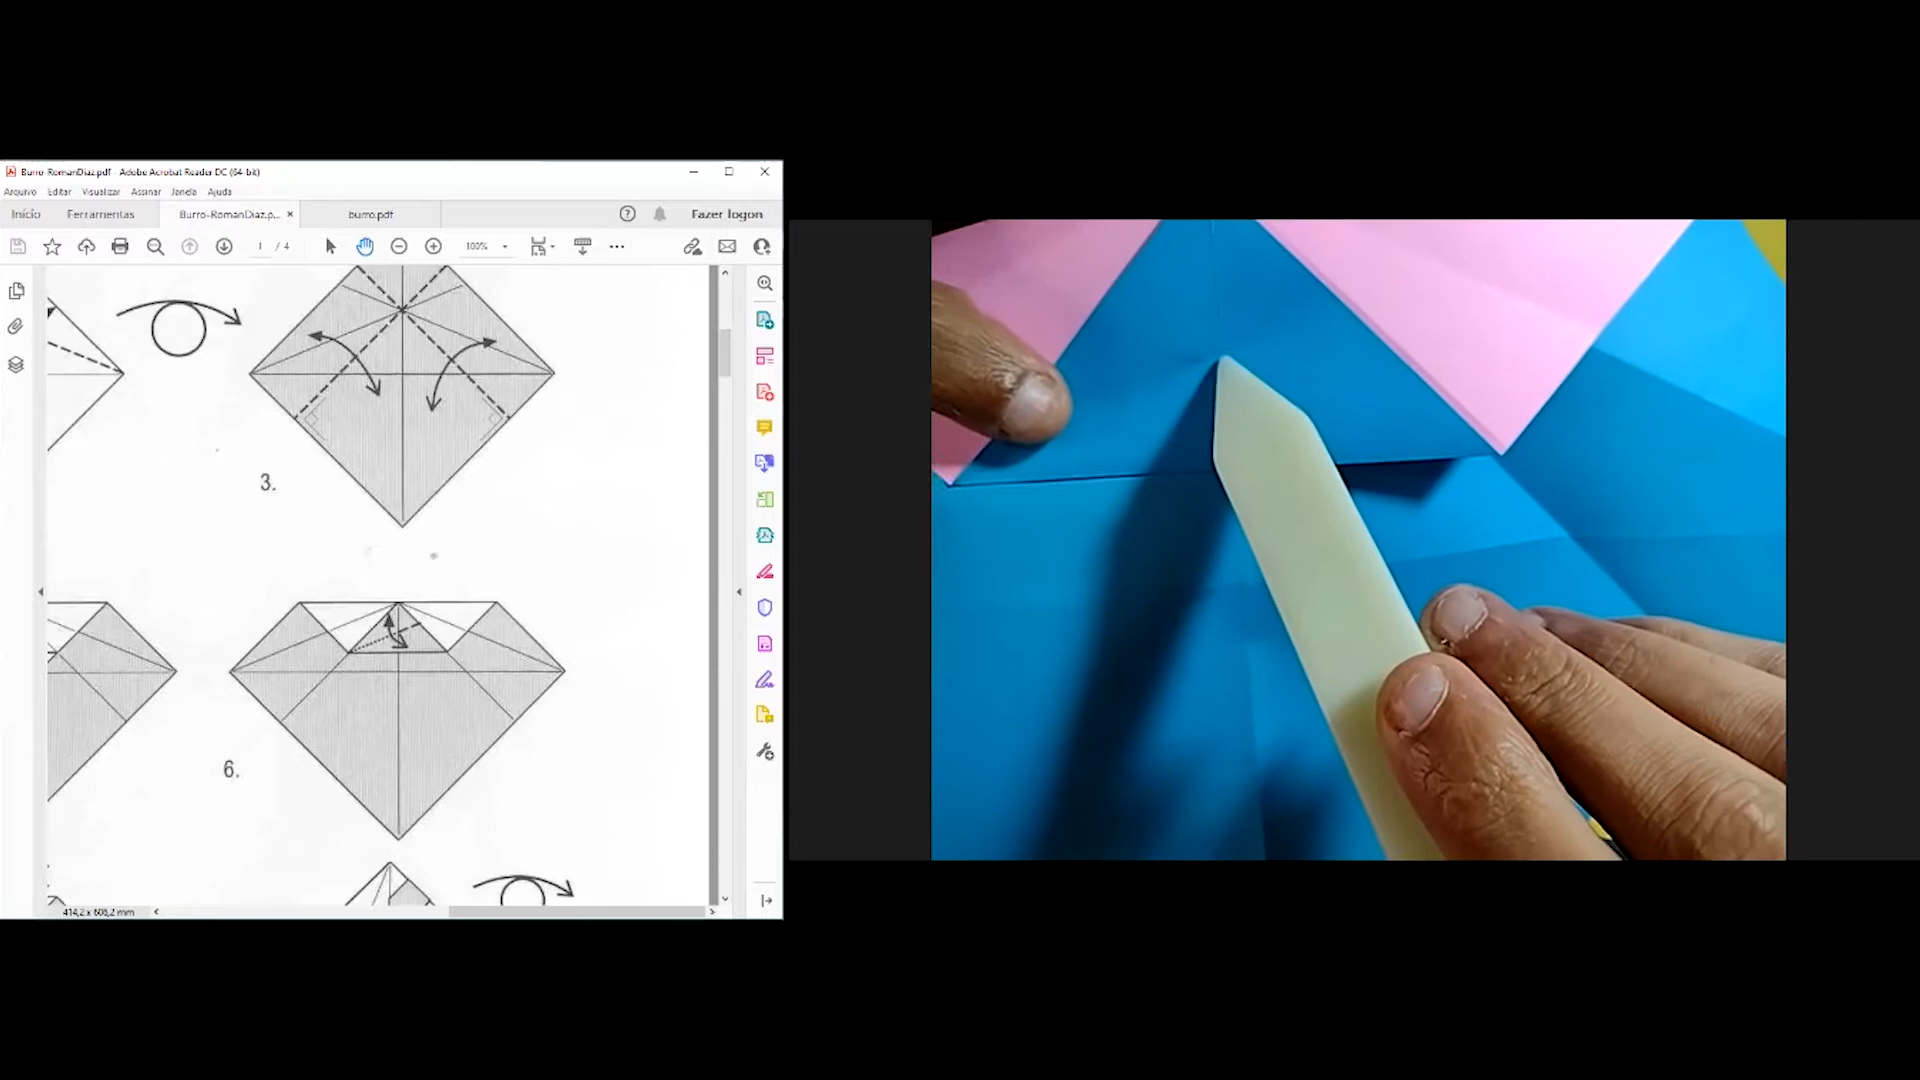 Burro-RomanDiaz.pdf - Adobe Acrobat Reader DC (64-bit)
Arquivo Editar Visualizar Assinar Janela Ajuda
Início Ferramentas Burro-RomanDiaz.p... burro.pdf Fazer logon
1 / 4 100%
3.
6.
414,2 x 606,2 mm